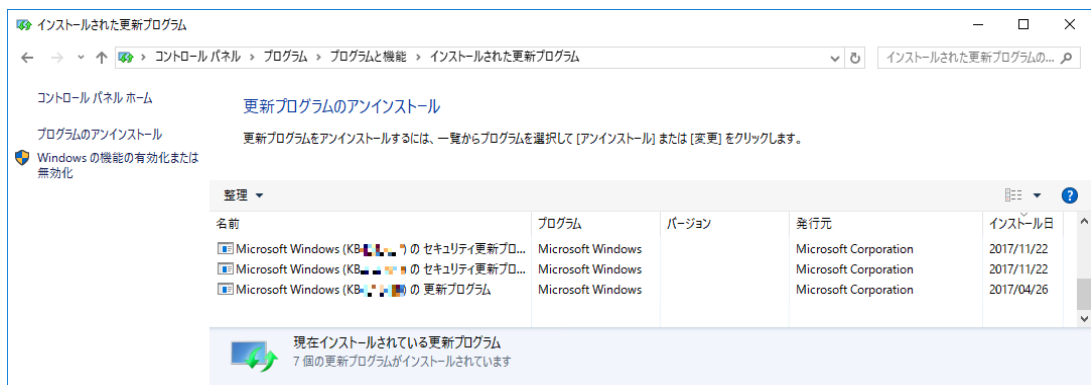 インストールされた更新プログラム
コントロール パネル › プログラム › プログラムと機能 › インストールされた更新プログラム
インストールされた更新プログラムの...
コントロール パネル ホーム
プログラムのアンインストール
Windows の機能の有効化または
無効化
更新プログラムのアンインストール
更新プログラムをアンインストールするには、一覧からプログラムを選択して [アンインストール] または [変更] をクリックします。
整理
名前 プログラム バージョン 発行元 インストール日
Microsoft Windows (KB ) の セキュリティ更新プロ... Microsoft Windows Microsoft Corporation 2017/11/22
Microsoft Windows (KB ) の セキュリティ更新プロ... Microsoft Windows Microsoft Corporation 2017/11/22
Microsoft Windows (KB ) の 更新プログラム Microsoft Windows Microsoft Corporation 2017/04/26
現在インストールされている更新プログラム
7 個の更新プログラムがインストールされています